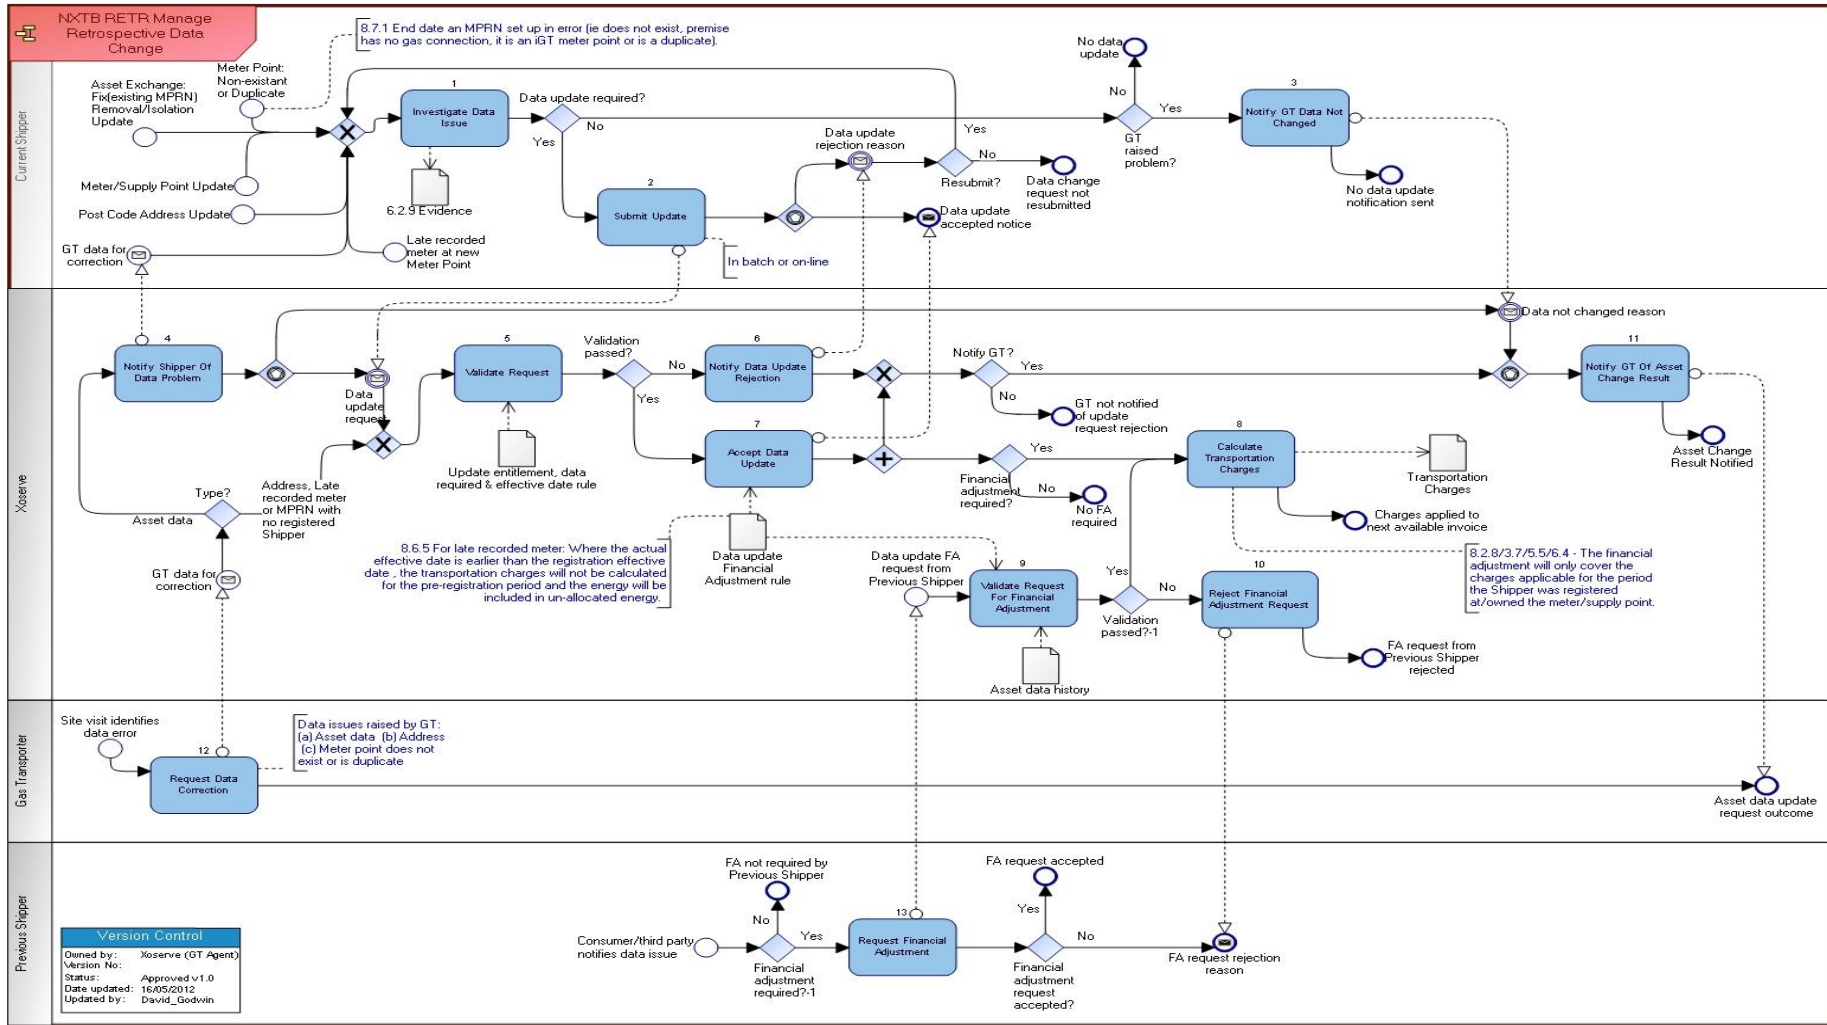 NXTB RETR Manage
Retrospective Data
Change
8.7.1 End date an MPRN set up in error (ie does not exist, premise
has no gas connection, it is an iGT meter point or is a duplicate).
Current Shipper
Asset Exchange:
Fix(existing MPRN)
Removal/Isolation
Update
Meter Point:
Non-existant
or Duplicate
Meter/Supply Point Update
Post Code Address Update
GT data for
correction
Late recorded
meter at new
Meter Point
1
Investigate Data
Issue
6.2.9 Evidence
Data update required?
No
Yes
2
Submit Update
In batch or on-line
Data update
rejection reason
Data update
accepted notice
Yes
No
Resubmit?
Data change
request not
resubmitted
No data
update
No
Yes
GT
raised
problem?
3
Notify GT Data Not
Changed
No data update
notification sent
Xoserve
4
Notify Shipper Of
Data Problem
Data
update
request
5
Validate Request
Update entitlement, data
required & effective date rule
Validation
passed?
No
Yes
6
Notify Data Update
Rejection
7
Accept Data
Update
Notify GT?
Yes
No
GT not notified
of update
request rejection
Data not changed reason
11
Notify GT Of Asset
Change Result
Asset Change
Result Notified
Yes
Financial
adjustment
required?
No
No FA
required
8
Calculate
Transportation
Charges
Transportation
Charges
Charges applied to
next available invoice
Type?
Asset data
Address, Late
recorded meter
or MPRN with
no registered
Shipper
GT data for
correction
8.6.5 For late recorded meter: Where the actual
effective date is earlier than the registration effective
date , the transportation charges will not be calculated
for the pre-registration period and the energy will be
included in un-allocated energy.
Data update
Financial
Adjustment rule
Data update FA
request from
Previous Shipper
9
Validate Request
For Financial
Adjustment
Asset data history
Yes
No
Validation
passed?-1
10
Reject Financial
Adjustment Request
FA request from
Previous Shipper
rejected
8.2.8/3.7/5.5/6.4 - The financial
adjustment will only cover the
charges applicable for the period
the Shipper was registered
at/owned the meter/supply point.
Gas Transporter
Site visit identifies
data error
12
Request Data
Correction
Data issues raised by GT:
(a) Asset data (b) Address
(c) Meter point does not
exist or is duplicate
Asset data update
request outcome
Previous Shipper
Consumer/third party
notifies data issue
FA not required by
Previous Shipper
No
Yes
Financial
adjustment
required?-1
13
Request Financial
Adjustment
FA request accepted
Yes
No
Financial
adjustment
request
accepted?
FA request rejection
reason
Version Control
Owned by: Xoserve (GT Agent)
Version No:
Status: Approved v1.0
Date updated: 16/05/2012
Updated by: David_Godwin